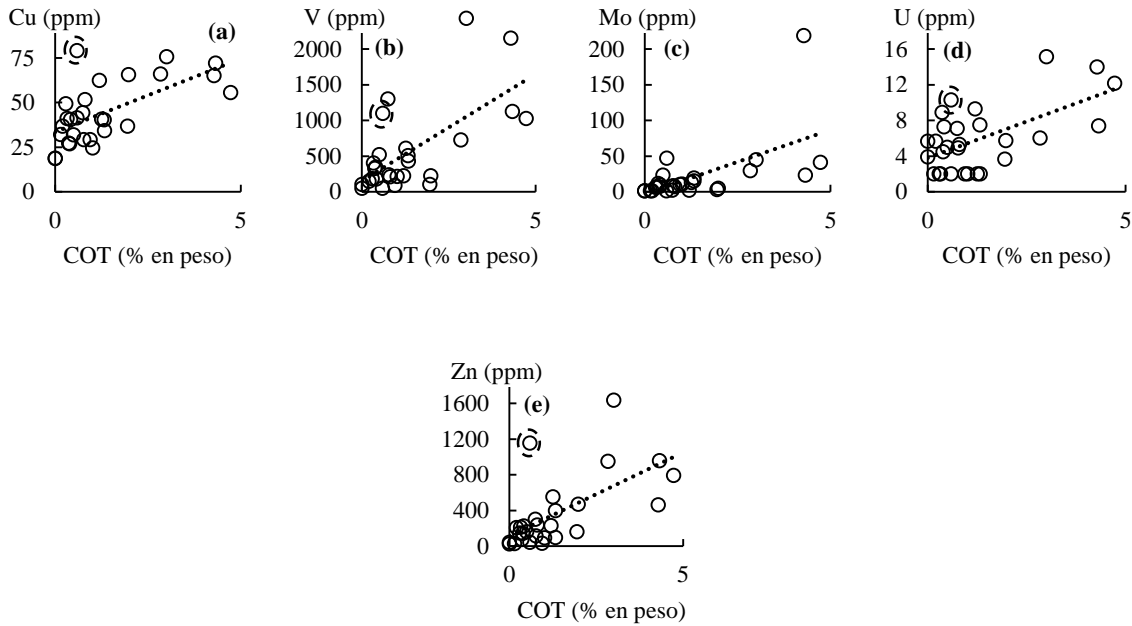 Cu (ppm)
(a)
75
50
25
0
0
5
COT (% en peso)
V (ppm)
(b)
2000
1500
1000
500
0
0
5
COT (% en peso)
Mo (ppm)
(c)
200
150
100
50
0
0
5
COT (% en peso)
U (ppm)
(d)
16
12
8
4
0
0
5
COT (% en peso)
Zn (ppm)
(e)
1600
1200
800
400
0
0
5
COT (% en peso)